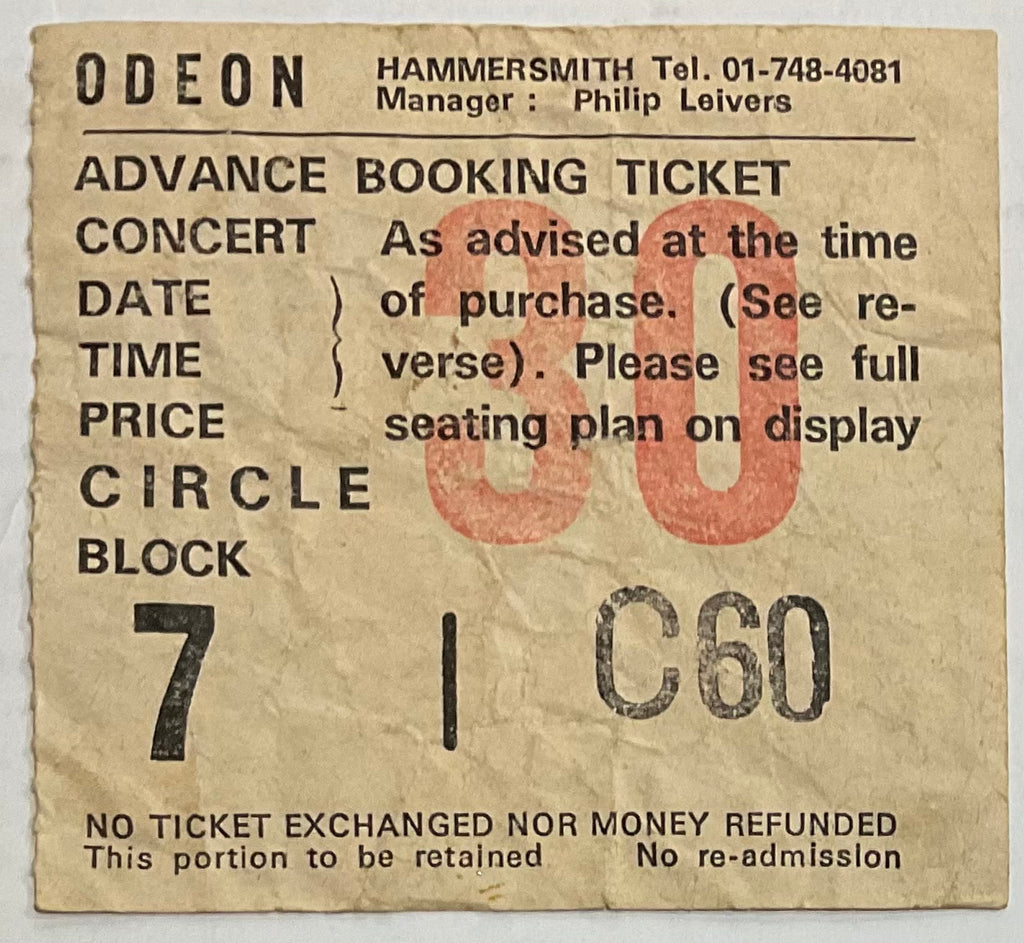 ODEON HAMMERSMITH Tel. 01-748-4081
Manager : Philip Leivers
ADVANCE BOOKING TICKET
CONCERT As advised at the time
DATE } of purchase. (See re-
TIME verse). Please see full
PRICE seating plan on display
30
CIRCLE
BLOCK
7 | C60
NO TICKET EXCHANGED NOR MONEY REFUNDED
This portion to be retained No re-admission